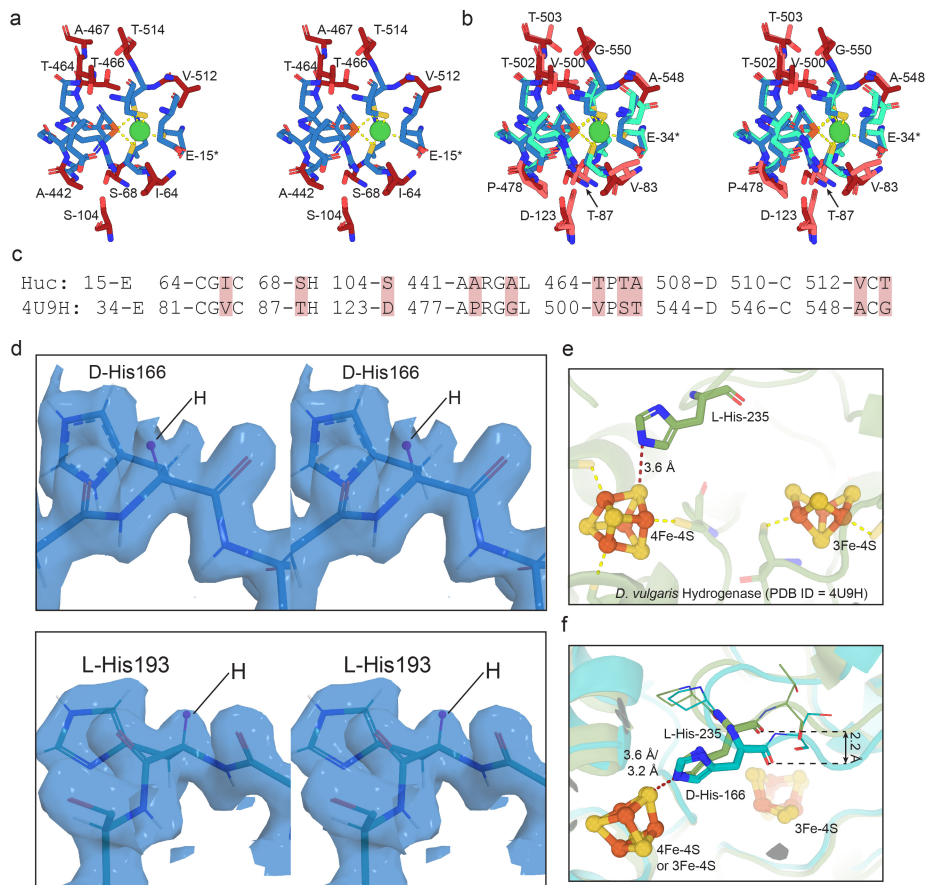 a
b
A-467
T-514
T-464
T-466
V-512
E-15*
A-442
S-68
I-64
S-104
A-467
T-514
T-464
T-466
V-512
E-15*
A-442
S-68
I-64
S-104
T-503
G-550
T-502
V-500
A-548
E-34*
P-478
V-83
D-123
T-87
T-503
G-550
T-502
V-500
A-548
E-34*
P-478
V-83
D-123
T-87
c
Huc: 15-E 64-CGIC 68-SH 104-S 441-AARGAL 464-TPTA 508-D 510-C 512-VCT
4U9H: 34-E 81-CGVC 87-TH 123-D 477-APRGGL 500-VPST 544-D 546-C 548-ACG
d
D-His166
H
D-His166
H
L-His193
H
L-His193
H
e
L-His-235
3.6 Å
4Fe-4S
3Fe-4S
D. vulgaris Hydrogenase (PDB ID = 4U9H)
f
L-His-235
3.6 Å/
3.2 Å
2.2 Å
D-His-166
3Fe-4S
4Fe-4S
or 3Fe-4S